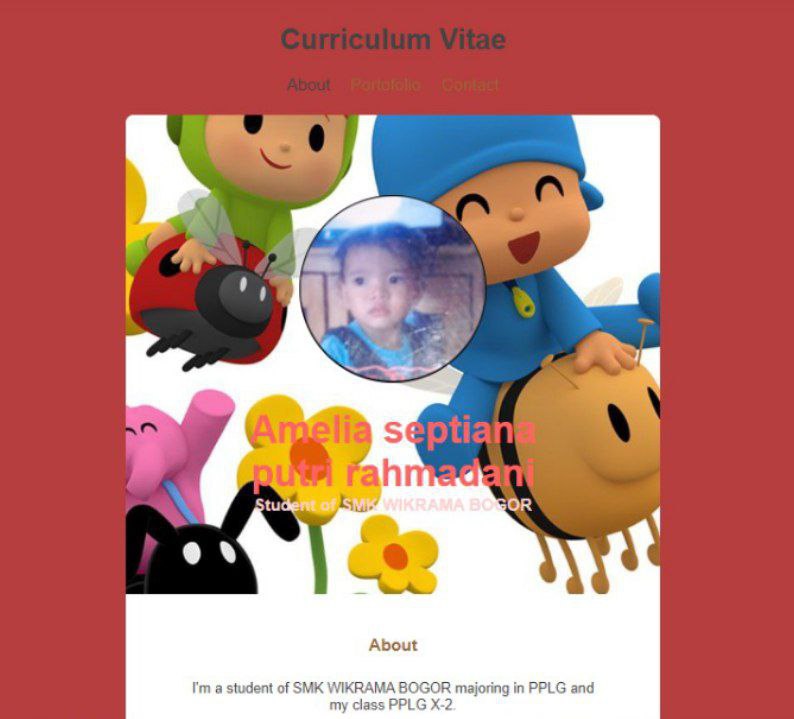 Curriculum Vitae
About Portofolio Contact
Amelia septiana
putri rahmadani
Student of SMK WIKRAMA BOGOR
About
I'm a student of SMK WIKRAMA BOGOR majoring in PPLG and
my class PPLG X-2.